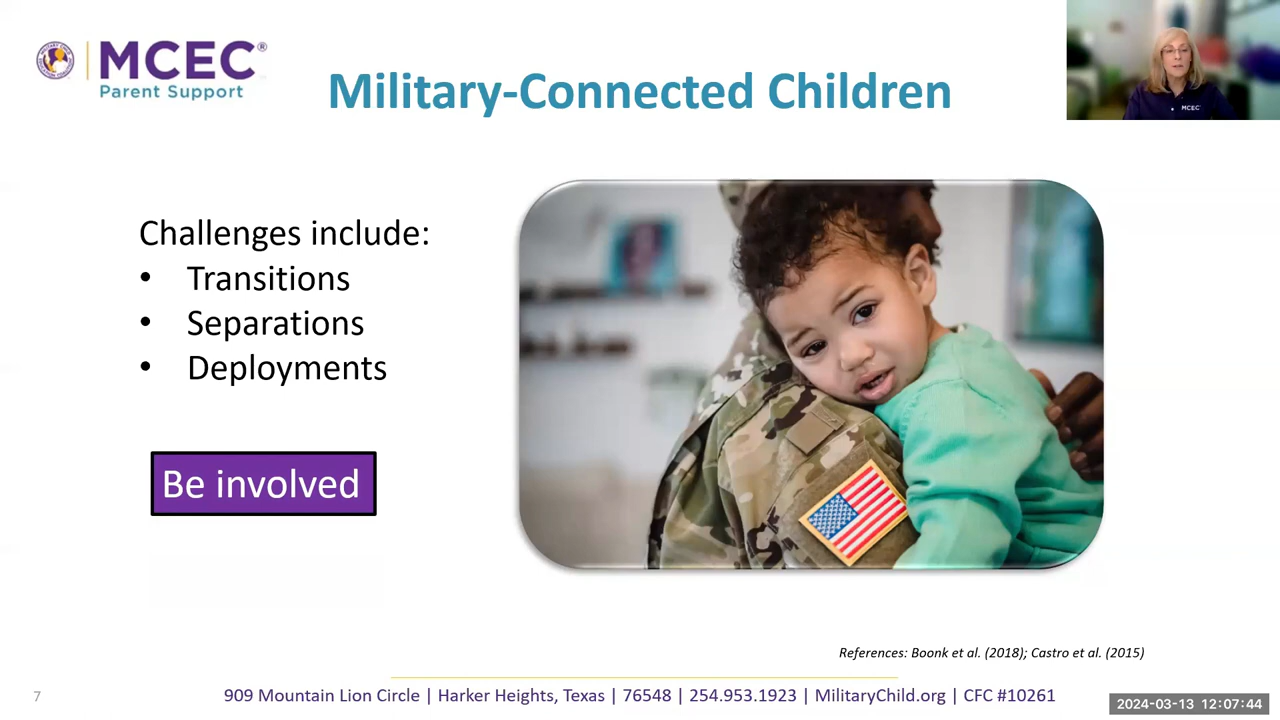 MCEC®
Parent Support
Military-Connected Children
MCEC
Challenges include:
• Transitions
• Separations
• Deployments
Be involved
References: Boonk et al. (2018); Castro et al. (2015)
7
909 Mountain Lion Circle | Harker Heights, Texas | 76548 | 254.953.1923 | MilitaryChild.org | CFC #10261
2024-03-13 12:07:44